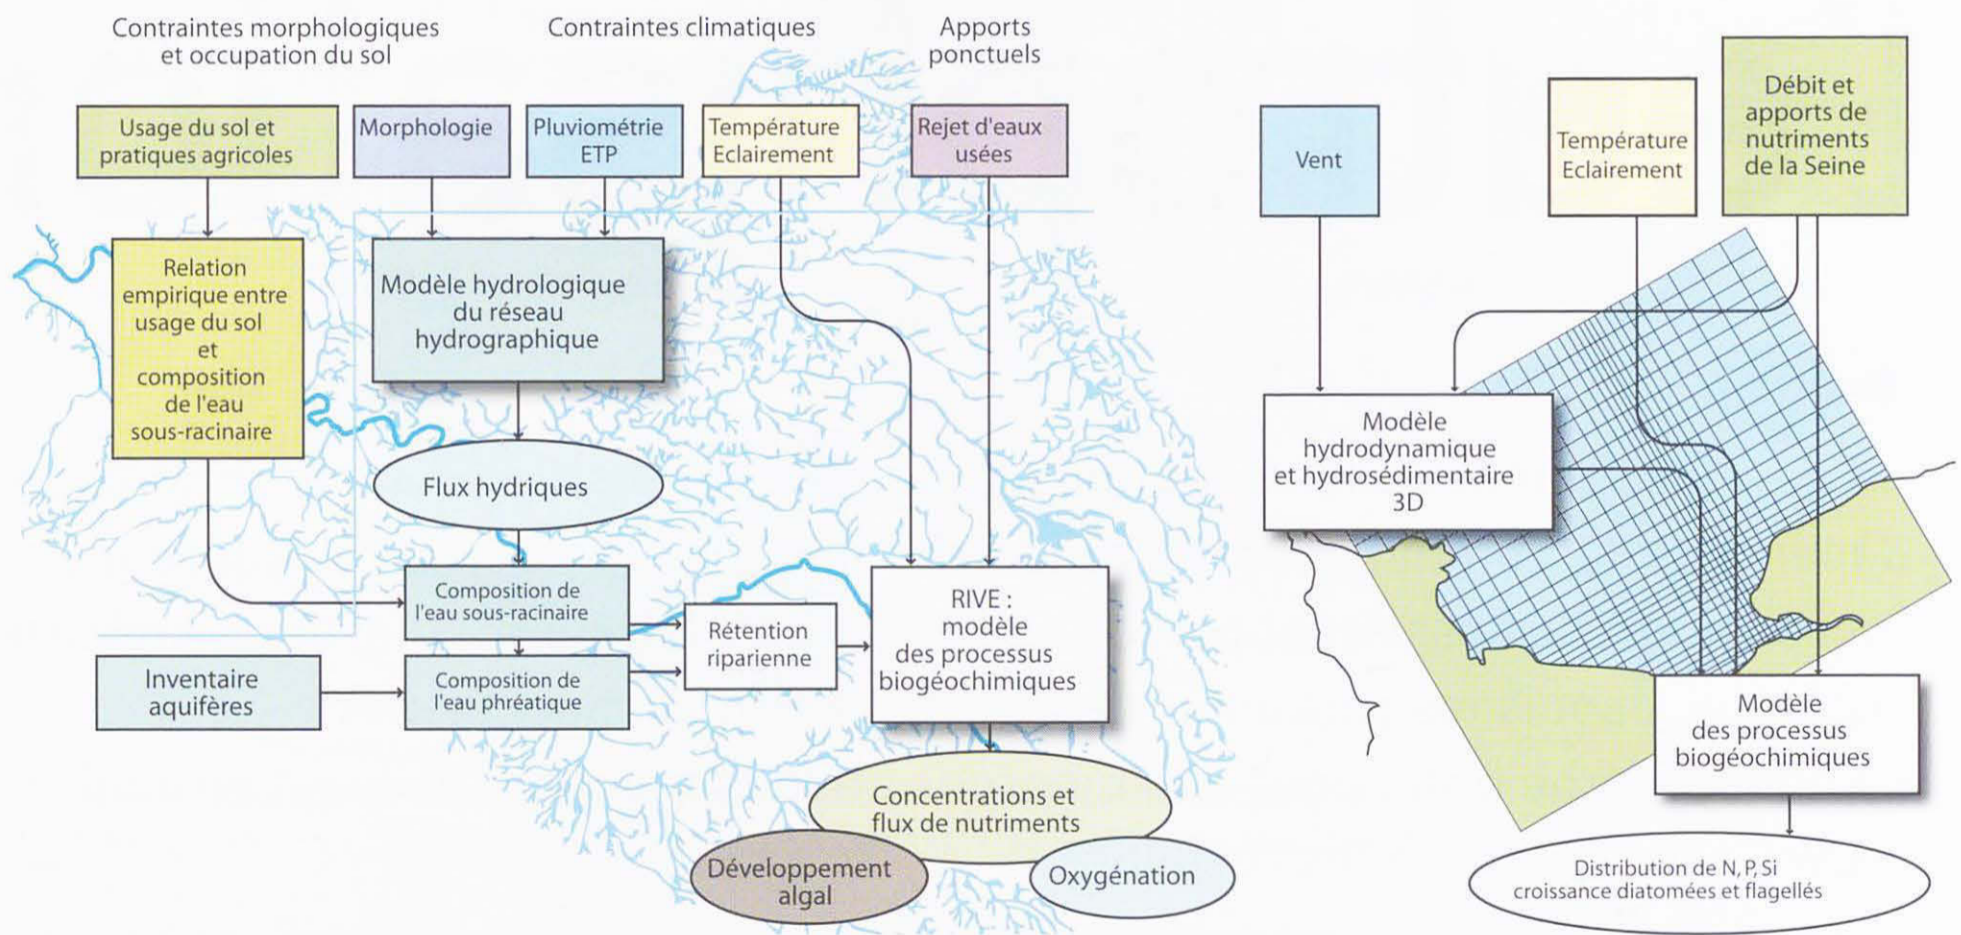 Contraintes morphologiques
et occupation du sol
Contraintes climatiques
Apports
ponctuels
Usage du sol et
pratiques agricoles
Morphologie
Pluviométrie
ETP
Température
Eclairement
Rejet d'eaux
usées
Relation
empirique entre
usage du sol
et
composition
de l'eau
sous-racinaire
Modèle hydrologique
du réseau
hydrographique
Flux hydriques
Composition de
l'eau sous-racinaire
Inventaire
aquifères
Composition de
l'eau phréatique
Rétention
riparienne
RIVE :
modèle
des processus
biogéochimiques
Concentrations et
flux de nutriments
Développement
algal
Oxygénation
Vent
Température
Eclairement
Débit et
apports de
nutriments
de la Seine
Modèle
hydrodynamique
et hydrosédimentaire
3D
Modèle
des processus
biogéochimiques
Distribution de N, P, Si
croissance diatomées et flagellés